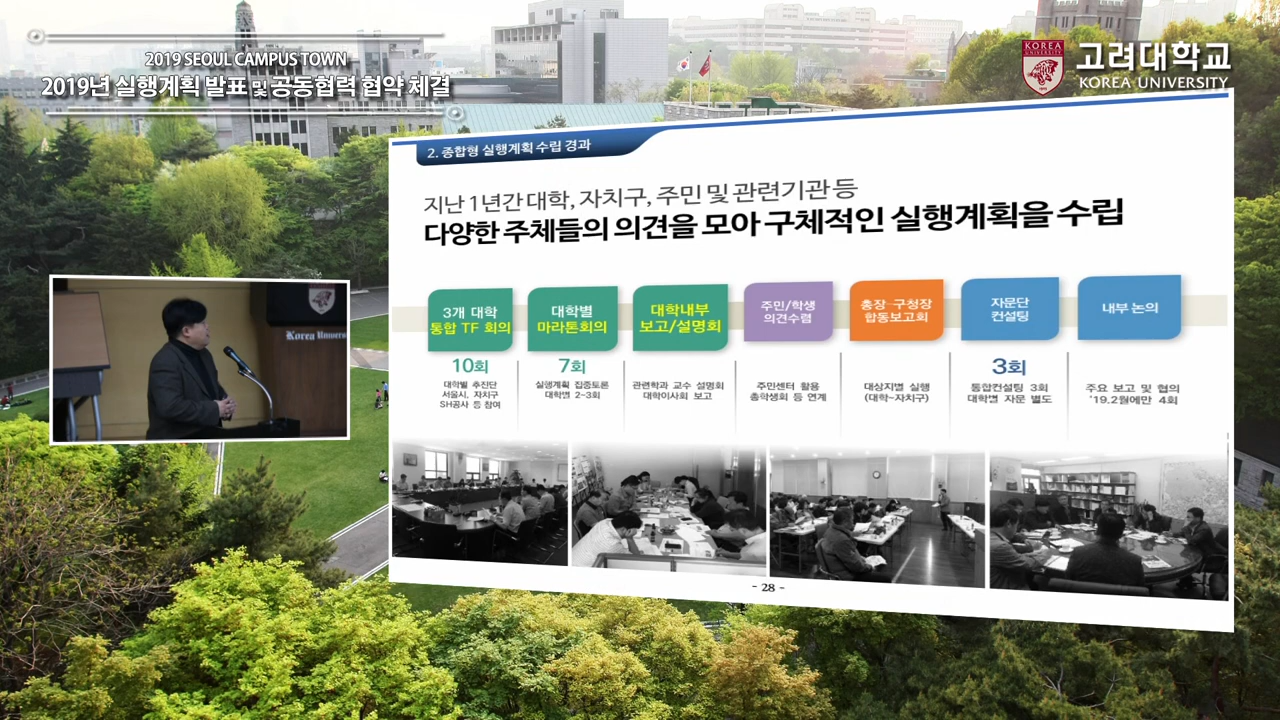 2019 SEOUL CAMPUS TOWN
2019년 실행계획 발표 및 공동협력 협약 체결
KOREA
UNIVERSITY
고려대학교
KOREA UNIVERSITY
2. 종합형 실행계획 수립 경과
지난 1년간 대학, 자치구, 주민 및 관련기관 등
다양한 주체들의 의견을 모아 구체적인 실행계획을 수립
3개 대학
통합 TF 회의
10회
대학별 추진단
서울시, 자치구
SH공사 등 참여
대학별
마라톤회의
7회
실행계획 집중토론
대학별 2-3회
대학내부
보고/설명회
관련학과 교수 설명회
대학이사회 보고
주민/학생
의견수렴
주민센터 활용
총학생회 등 연계
총장-구청장
합동보고회
대상지별 실행
(대학-자치구)
자문단
컨설팅
3회
통합컨설팅 3회
대학별 자문 별도
내부 논의
주요 보고 및 협의
'19.2월에만 4회
Korea Univers
- 28 -